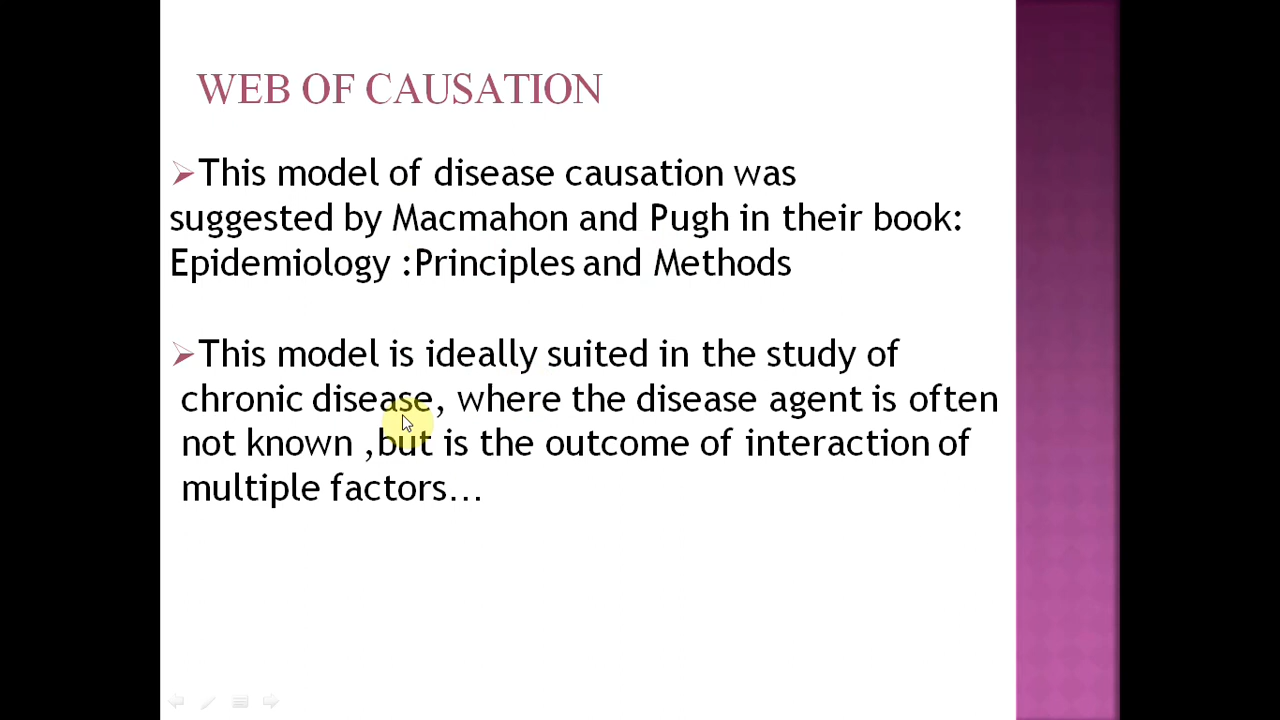 WEB OF CAUSATION
This model of disease causation was
suggested by Macmahon and Pugh in their book:
Epidemiology :Principles and Methods
This model is ideally suited in the study of
chronic disease, where the disease agent is often
not known ,but is the outcome of interaction of
multiple factors...